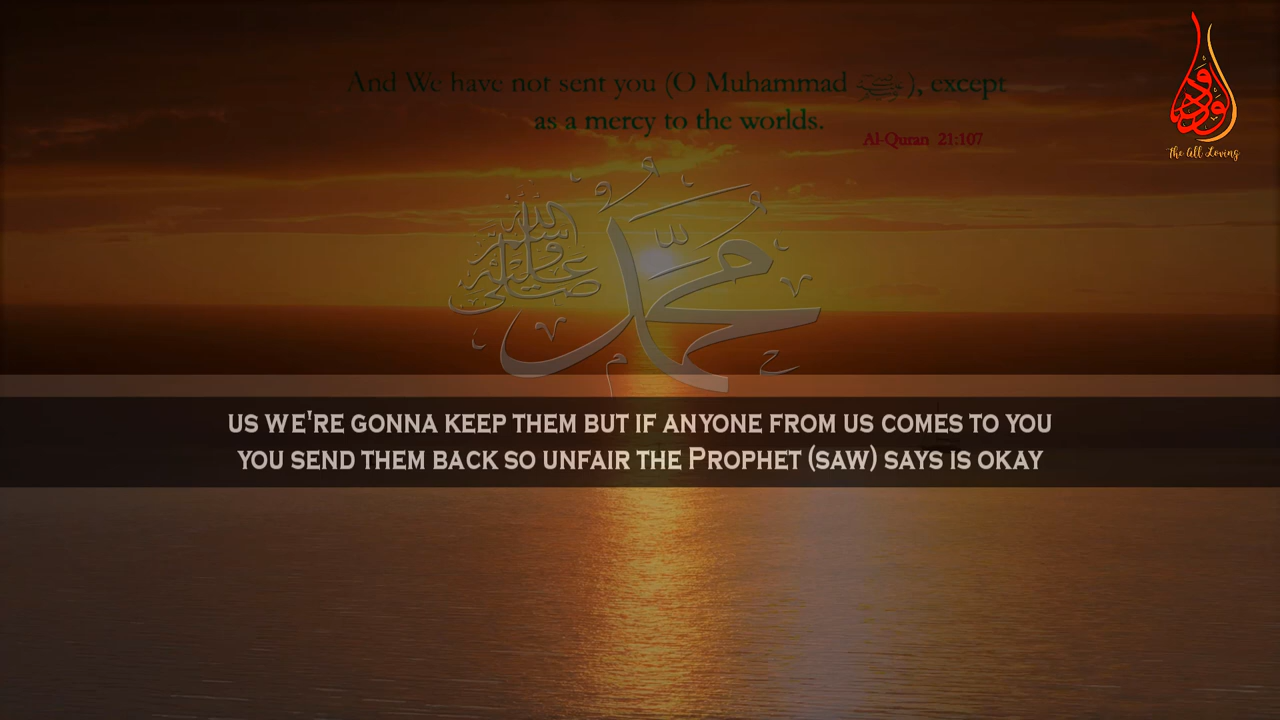 And We have not sent you (O Muhammad ﷺ), except
as a mercy to the worlds.
Al-Quran 21:107
The All Loving
محمد
صلى الله عليه وسلم
US WE'RE GONNA KEEP THEM BUT IF ANYONE FROM US COMES TO YOU
YOU SEND THEM BACK SO UNFAIR THE PROPHET (SAW) SAYS IS OKAY